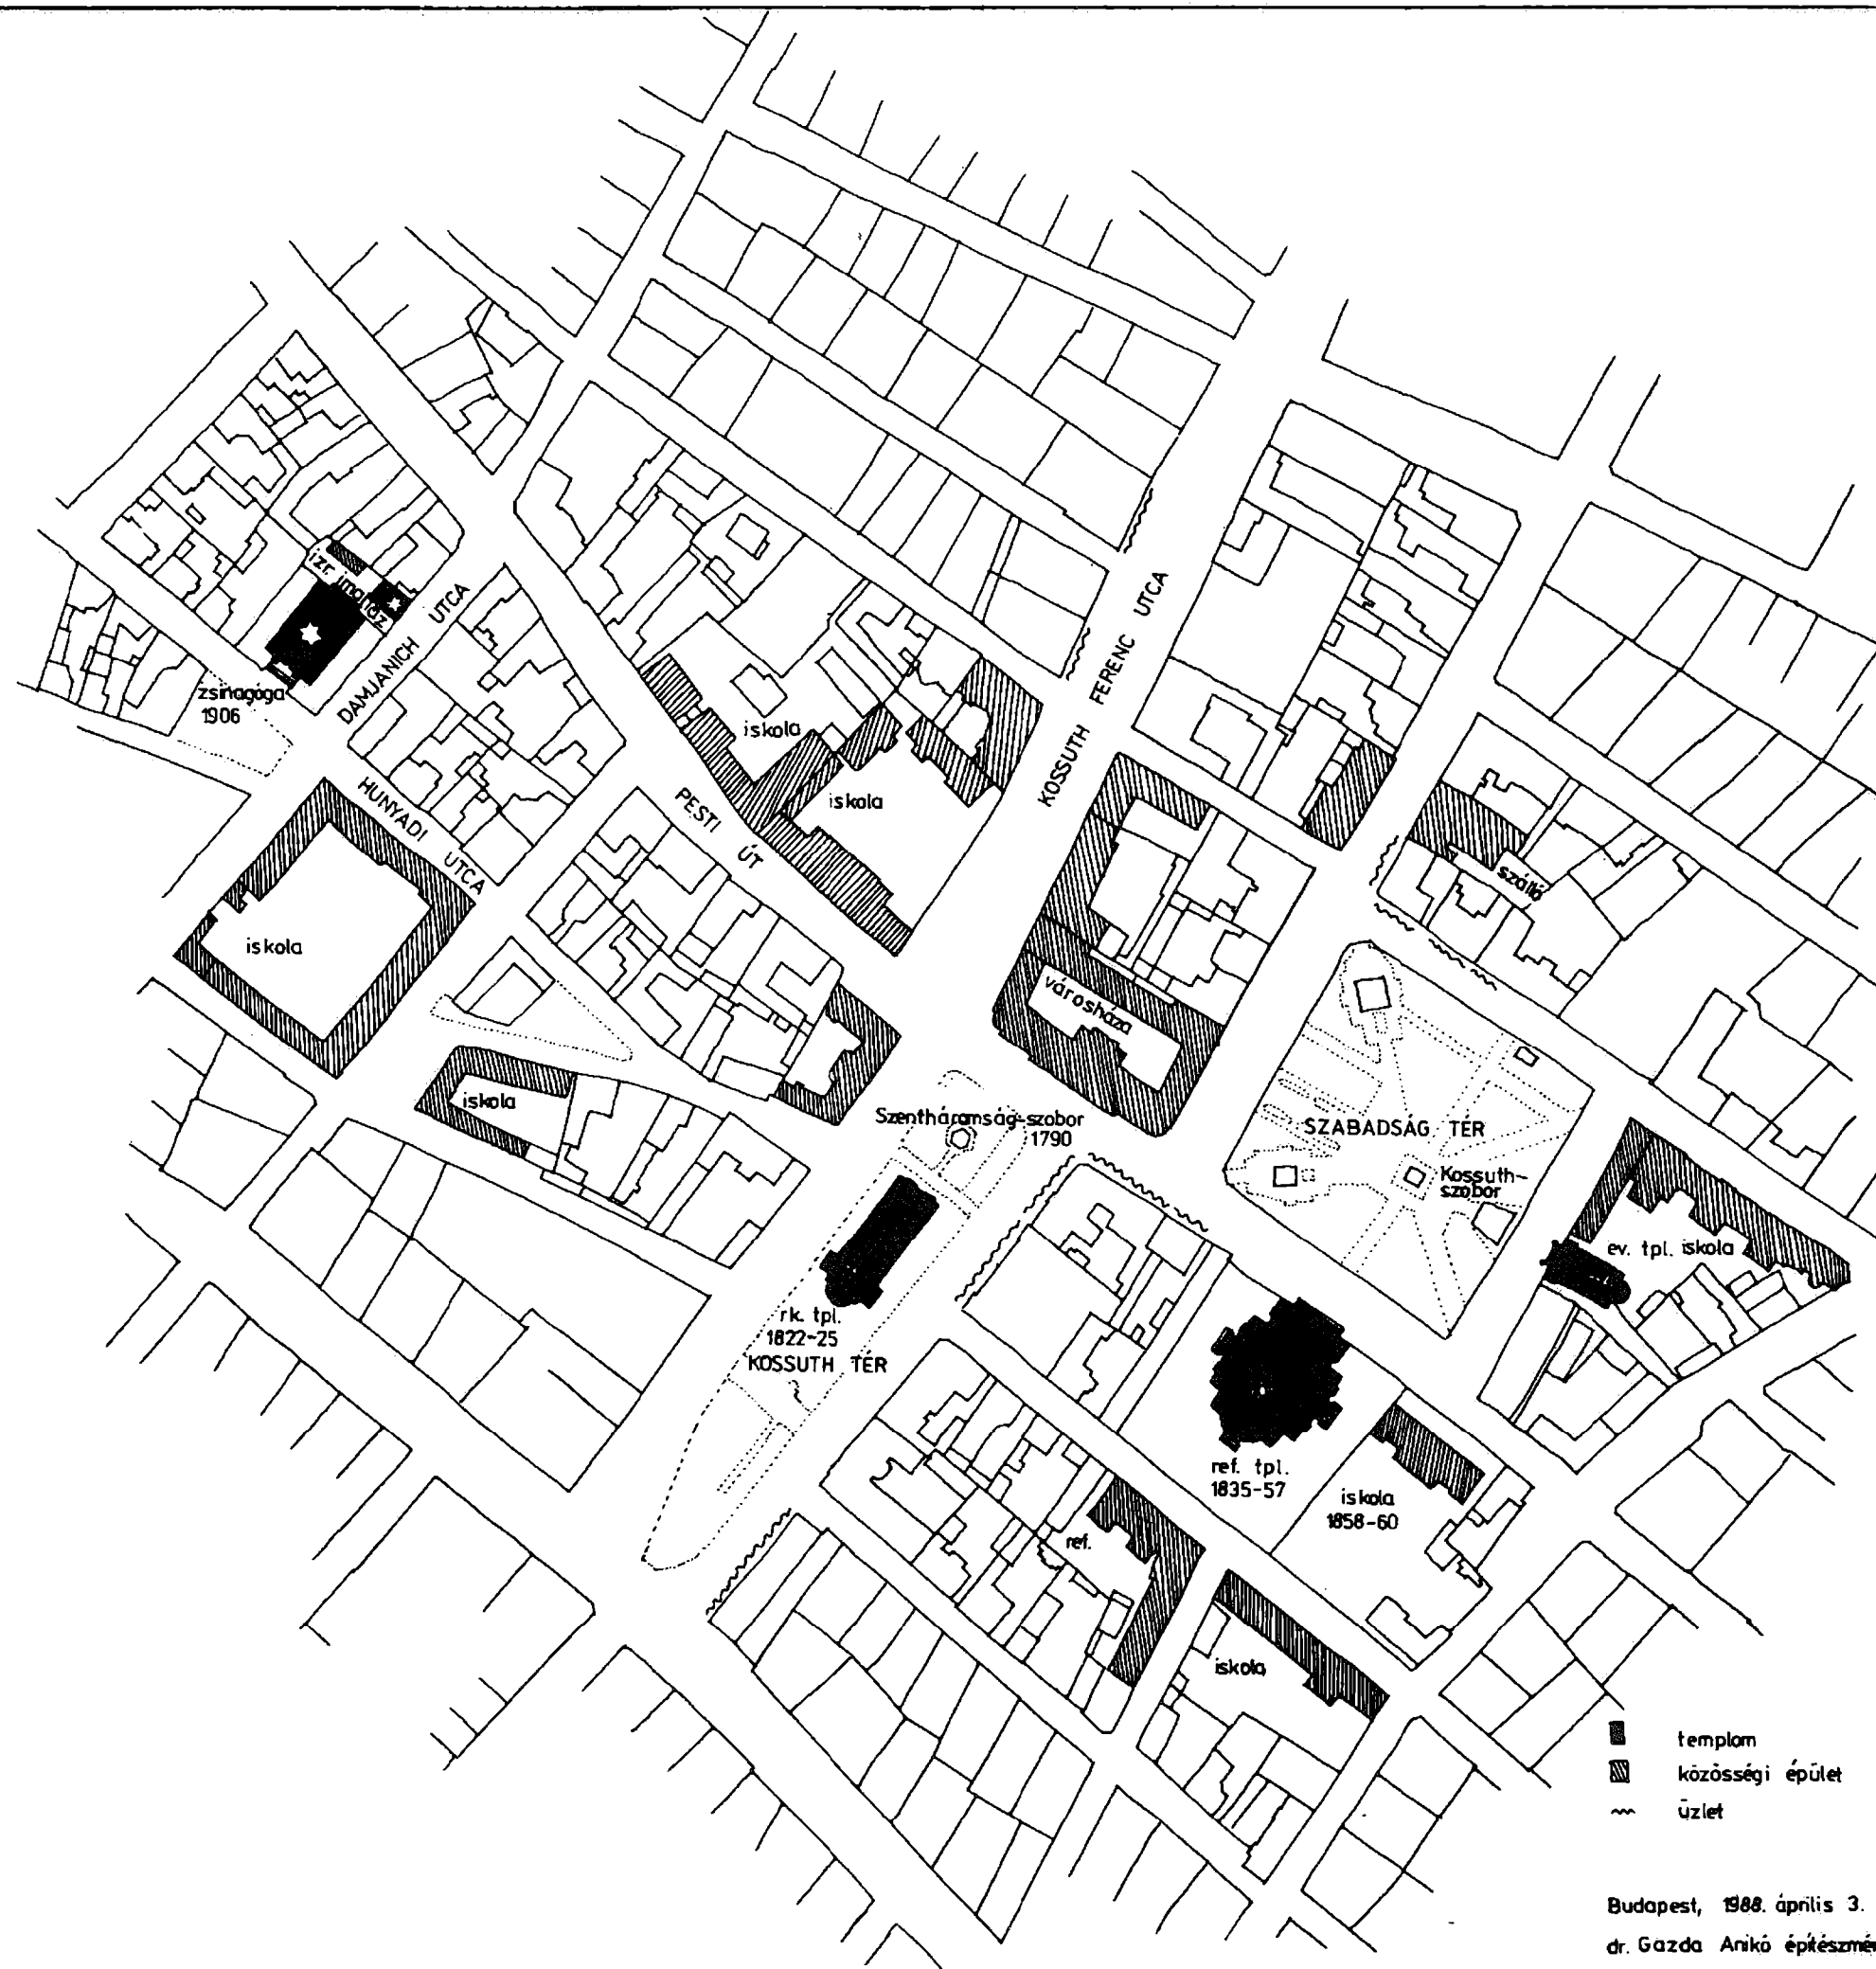 izr. imaház
zsinagóga
1906
DAMJANICH UTCA
HUNYADI UTCA
PESTI ÚT
KOSSUTH FERENC UTCA
iskola
iskola
iskola
iskola
városháza
szálló
Szentháromság-szobor
1790
SZABADSÁG TÉR
Kossuth-
szobor
ev. tpl. iskola
rk. tpl.
1822-25
KOSSUTH TÉR
ref. tpl.
1835-57
iskola
1858-60
ref.
iskola
templom
közösségi épület
üzlet
Budapest, 1988. április 3.
dr. Gazda Anikó építészmér